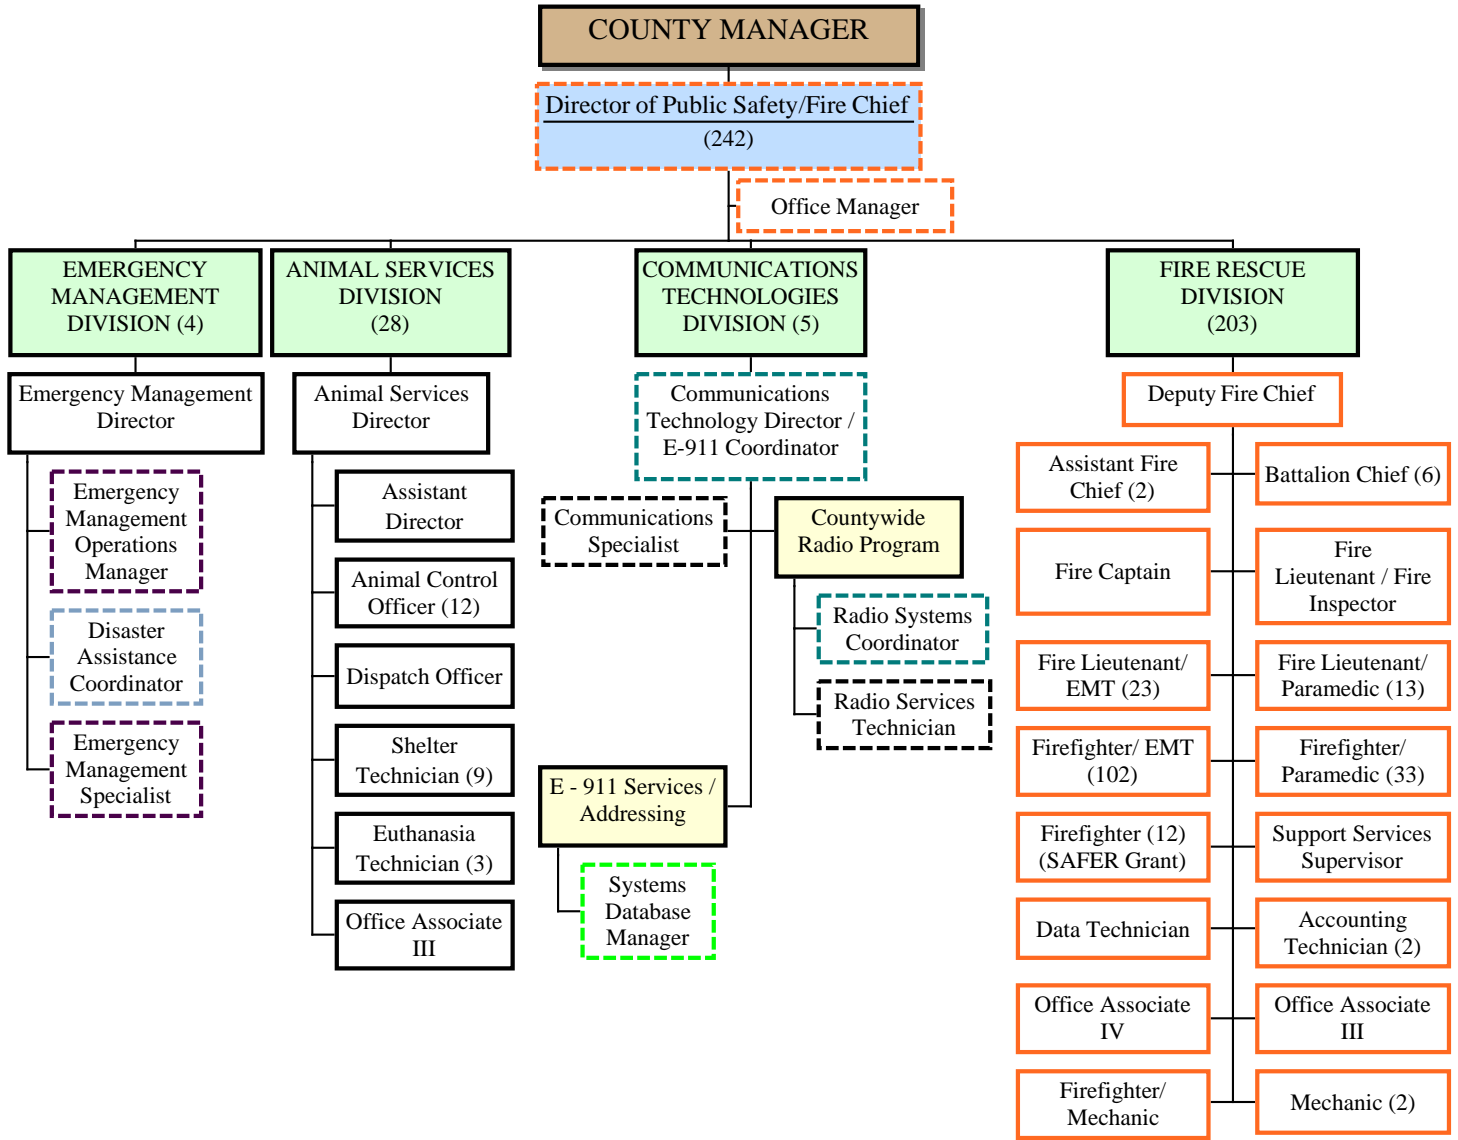 COUNTY MANAGER
Director of Public Safety/Fire Chief
(242)
Office Manager
EMERGENCY
MANAGEMENT
DIVISION (4)
Emergency Management
Director
Emergency
Management
Operations
Manager
Disaster
Assistance
Coordinator
Emergency
Management
Specialist
ANIMAL SERVICES
DIVISION
(28)
Animal Services
Director
Assistant
Director
Animal Control
Officer (12)
Dispatch Officer
Shelter
Technician (9)
Euthanasia
Technician (3)
Office Associate
III
COMMUNICATIONS
TECHNOLOGIES
DIVISION (5)
Communications
Technology Director /
E-911 Coordinator
Communications
Specialist
Countywide
Radio Program
Radio Systems
Coordinator
Radio Services
Technician
E - 911 Services /
Addressing
Systems
Database
Manager
FIRE RESCUE
DIVISION
(203)
Deputy Fire Chief
Assistant Fire
Chief (2)
Battalion Chief (6)
Fire Captain
Fire
Lieutenant / Fire
Inspector
Fire Lieutenant/
EMT (23)
Fire Lieutenant/
Paramedic (13)
Firefighter/ EMT
(102)
Firefighter/
Paramedic (33)
Firefighter (12)
(SAFER Grant)
Support Services
Supervisor
Data Technician
Accounting
Technician (2)
Office Associate
IV
Office Associate
III
Firefighter/
Mechanic
Mechanic (2)